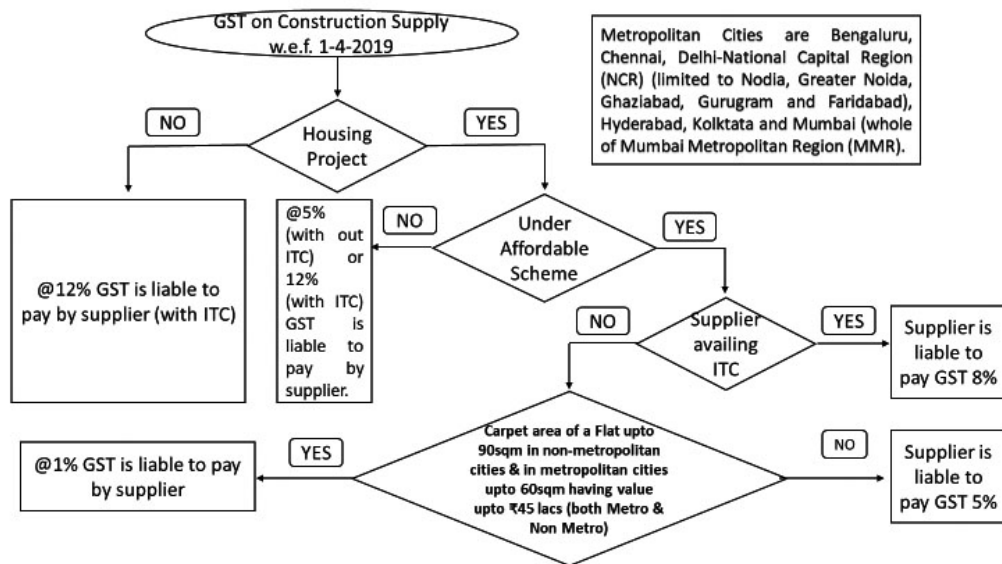 GST on Construction Supply
w.e.f. 1-4-2019
Metropolitan Cities are Bengaluru,
Chennai, Delhi-National Capital Region
(NCR) (limited to Nodia, Greater Noida,
Ghaziabad, Gurugram and Faridabad),
Hyderabad, Kolktata and Mumbai (whole
of Mumbai Metropolitan Region (MMR).
NO
YES
Housing
Project
@12% GST is liable to
pay by supplier (with ITC)
@5%
(with out
ITC) or
12%
(with ITC)
GST is
liable to
pay by
supplier.
NO
Under
Affordable
Scheme
YES
NO
Supplier
availing
ITC
YES
Supplier is
liable to
pay GST 8%
@1% GST is liable to pay
by supplier
YES
Carpet area of a Flat upto
90sqm in non-metropolitan
cities & in metropolitan cities
upto 60sqm having value
upto ₹45 lacs (both Metro &
Non Metro)
NO
Supplier is
liable to
pay GST 5%